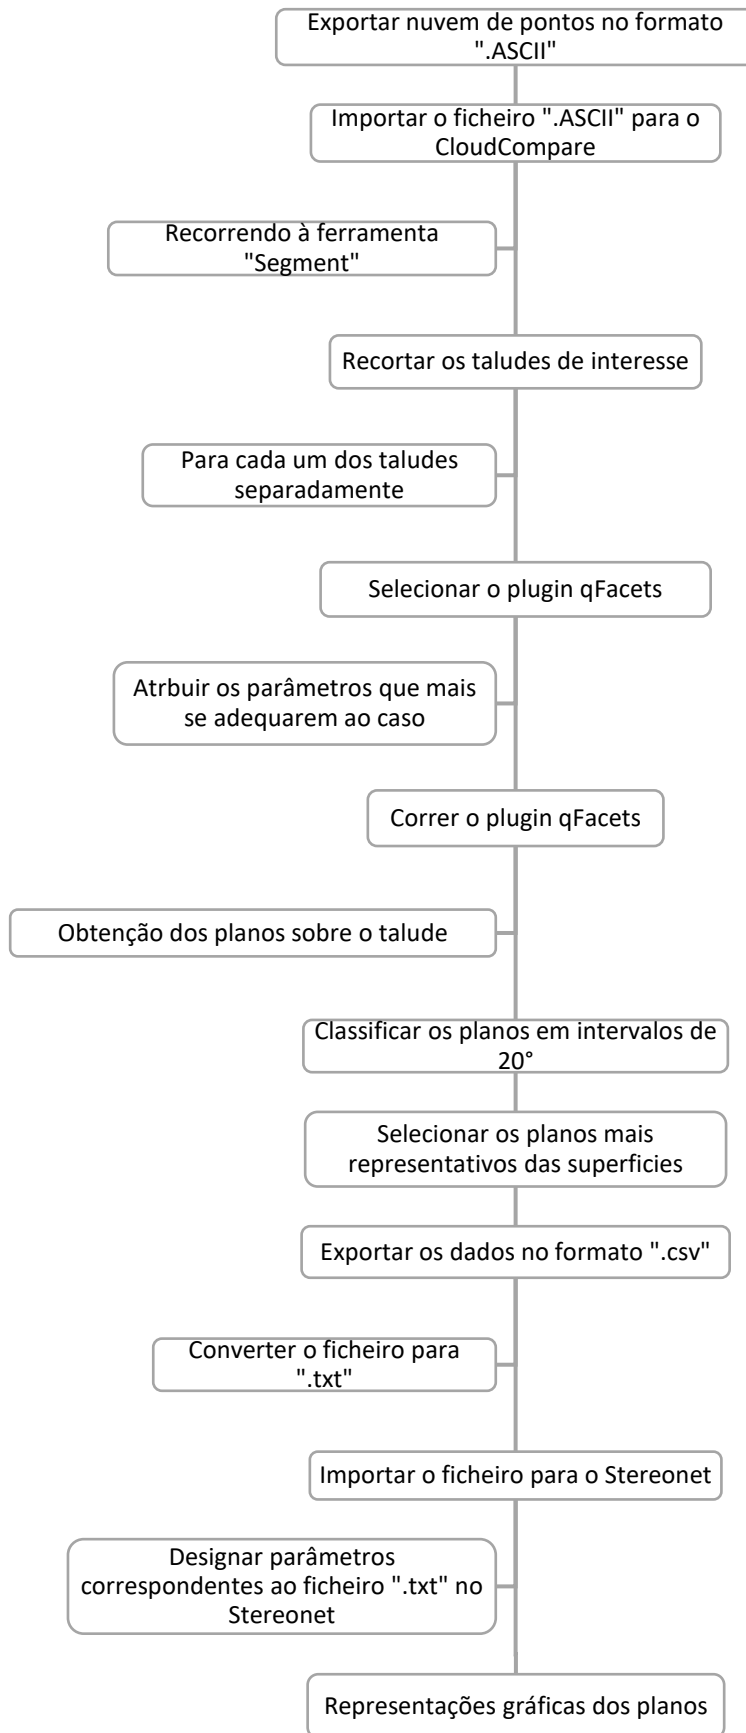 Exportar nuvem de pontos no formato
".ASCII"
Importar o ficheiro ".ASCII" para o
CloudCompare
Recorrendo à ferramenta
"Segment"
Recortar os taludes de interesse
Para cada um dos taludes
separadamente
Selecionar o plugin qFacets
Atrbuir os parâmetros que mais
se adequarem ao caso
Correr o plugin qFacets
Obtenção dos planos sobre o talude
Classificar os planos em intervalos de
20°
Selecionar os planos mais
representativos das superficies
Exportar os dados no formato ".csv"
Converter o ficheiro para
".txt"
Importar o ficheiro para o Stereonet
Designar parâmetros
correspondentes ao ficheiro ".txt" no
Stereonet
Representações gráficas dos planos